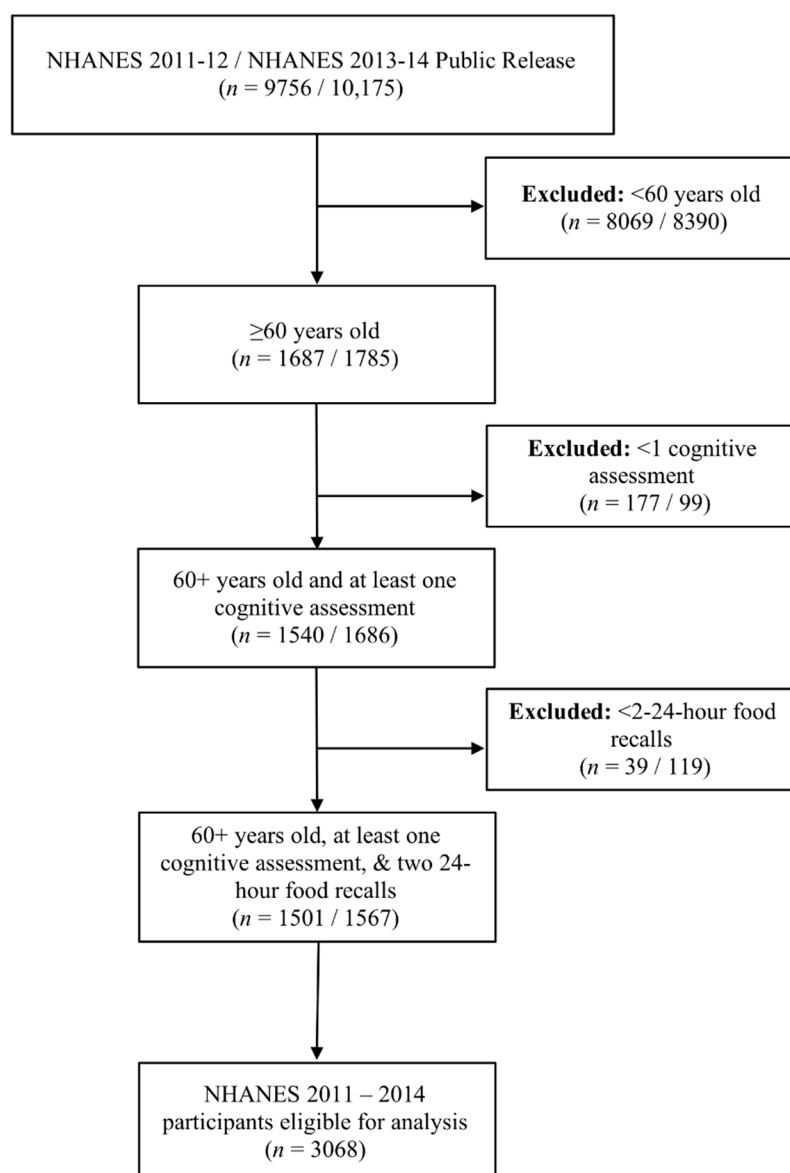 NHANES 2011-12 / NHANES 2013-14 Public Release
(n = 9756 / 10,175)
Excluded: <60 years old
(n = 8069 / 8390)
≥60 years old
(n = 1687 / 1785)
Excluded: <1 cognitive
assessment
(n = 177 / 99)
60+ years old and at least one
cognitive assessment
(n = 1540 / 1686)
Excluded: <2-24-hour food
recalls
(n = 39 / 119)
60+ years old, at least one
cognitive assessment, & two 24-
hour food recalls
(n = 1501 / 1567)
NHANES 2011 – 2014
participants eligible for analysis
(n = 3068)